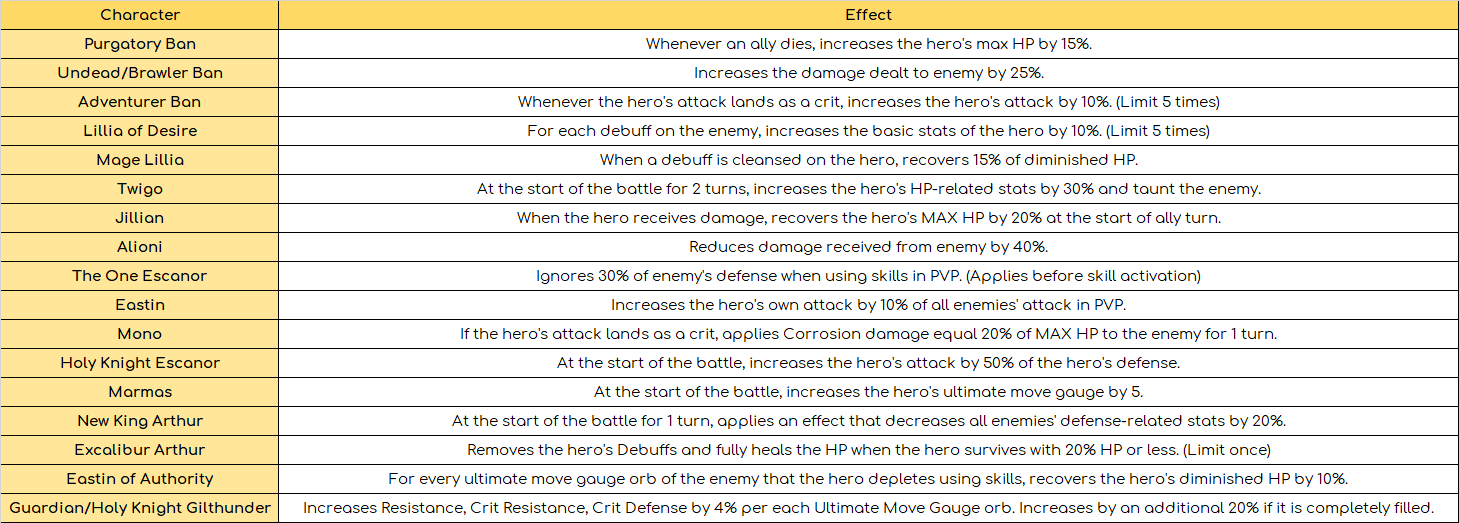 Character Effect
Purgatory Ban Whenever an ally dies, increases the hero's max HP by 15%.
Undead/Brawler Ban Increases the damage dealt to enemy by 25%.
Adventurer Ban Whenever the hero's attack lands as a crit, increases the hero's attack by 10%. (Limit 5 times)
Lillia of Desire For each debuff on the enemy, increases the basic stats of the hero by 10%. (Limit 5 times)
Mage Lillia When a debuff is cleansed on the hero, recovers 15% of diminished HP.
Twigo At the start of the battle for 2 turns, increases the hero's HP-related stats by 30% and taunt the enemy.
Jillian When the hero receives damage, recovers the hero's MAX HP by 20% at the start of ally turn.
Alioni Reduces damage received from enemy by 40%.
The One Escanor Ignores 30% of enemy's defense when using skills in PVP. (Applies before skill activation)
Eastin Increases the hero's own attack by 10% of all enemies' attack in PVP.
Mono If the hero's attack lands as a crit, applies Corrosion damage equal 20% of MAX HP to the enemy for 1 turn.
Holy Knight Escanor At the start of the battle, increases the hero's attack by 50% of the hero's defense.
Marmas At the start of the battle, increases the hero's ultimate move gauge by 5.
New King Arthur At the start of the battle for 1 turn, applies an effect that decreases all enemies' defense-related stats by 20%.
Excalibur Arthur Removes the hero's Debuffs and fully heals the HP when the hero survives with 20% HP or less. (Limit once)
Eastin of Authority For every ultimate move gauge orb of the enemy that the hero depletes using skills, recovers the hero's diminished HP by 10%.
Guardian/Holy Knight Gilthunder Increases Resistance, Crit Resistance, Crit Defense by 4% per each Ultimate Move Gauge orb. Increases by an additional 20% if it is completely filled.